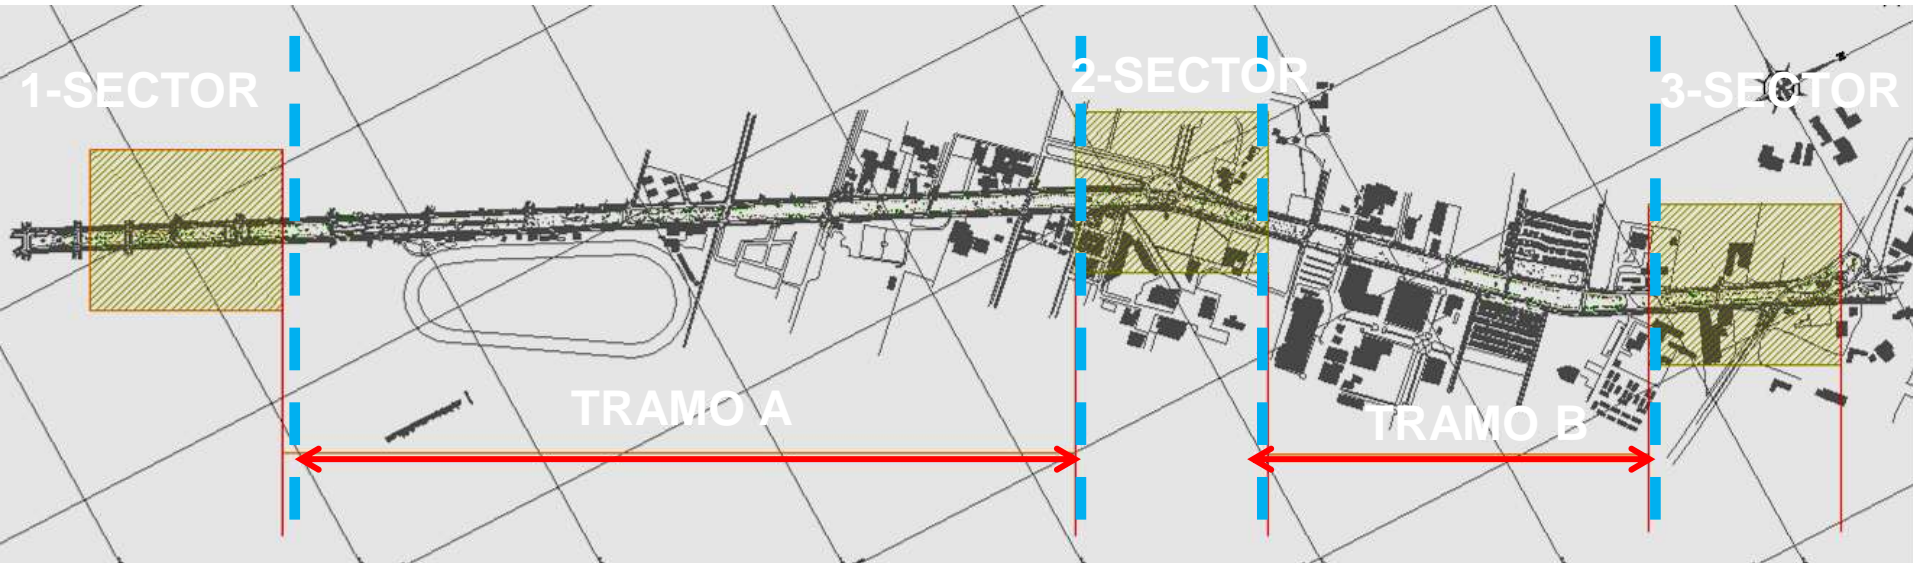 1-SECTOR
2-SECTOR
3-SECTOR
TRAMO A
TRAMO B